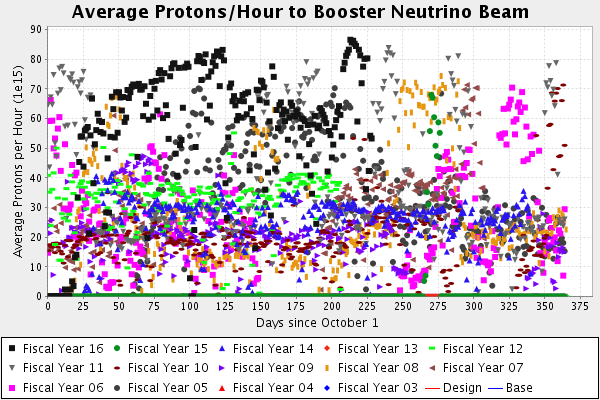 Average Protons/Hour to Booster Neutrino Beam
Average Protons per Hour (1e15)
90
80
70
60
50
40
30
20
10
0
0 25 50 75 100 125 150 175 200 225 250 275 300 325 350 375
Days since October 1
Fiscal Year 16 Fiscal Year 15 Fiscal Year 14 Fiscal Year 13 Fiscal Year 12
Fiscal Year 11 Fiscal Year 10 Fiscal Year 09 Fiscal Year 08 Fiscal Year 07
Fiscal Year 06 Fiscal Year 05 Fiscal Year 04 Fiscal Year 03 Design Base